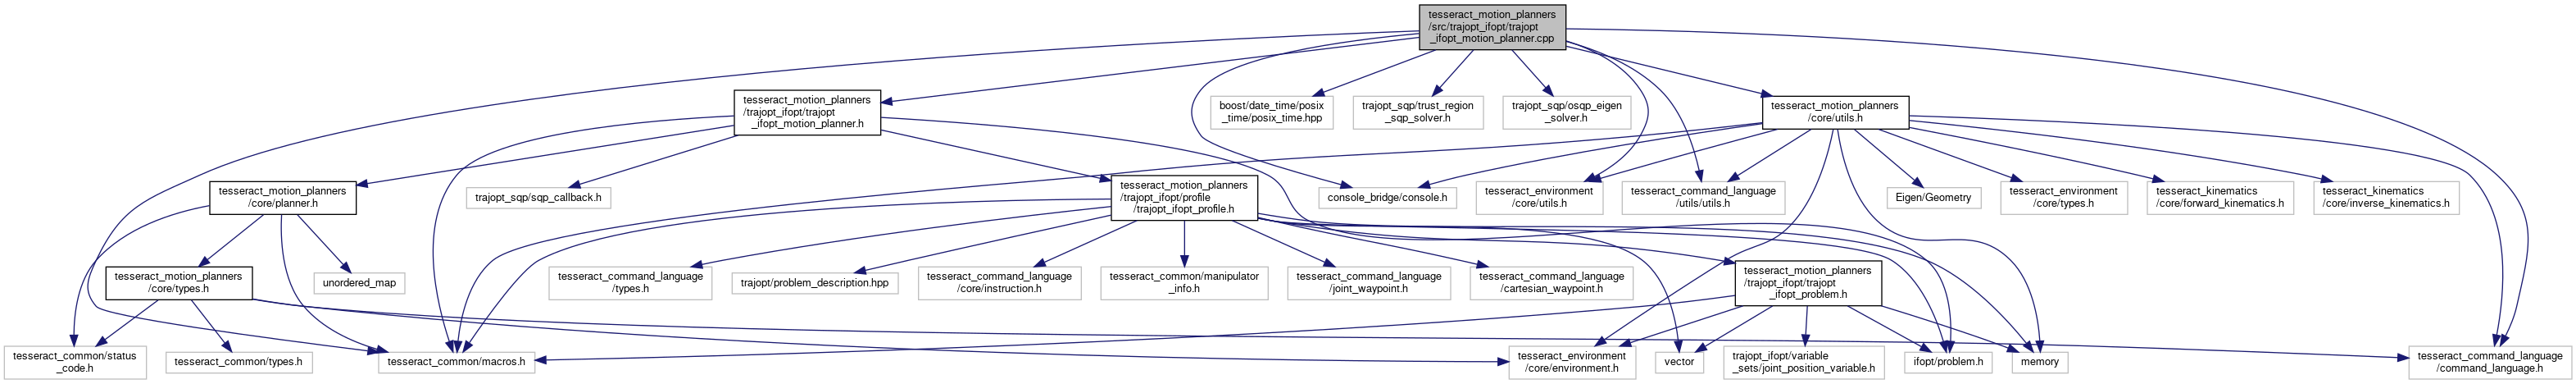 tesseract_motion_planners
/src/trajopt_ifopt/trajopt
_ifopt_motion_planner.cpp
tesseract_motion_planners
/trajopt_ifopt/trajopt
_ifopt_motion_planner.h
boost/date_time/posix
_time/posix_time.hpp
trajopt_sqp/trust_region
_sqp_solver.h
trajopt_sqp/osqp_eigen
_solver.h
tesseract_motion_planners
/core/utils.h
tesseract_motion_planners
/core/planner.h
trajopt_sqp/sqp_callback.h
tesseract_motion_planners
/trajopt_ifopt/profile
/trajopt_ifopt_profile.h
console_bridge/console.h
tesseract_environment
/core/utils.h
tesseract_command_language
/utils/utils.h
Eigen/Geometry
tesseract_environment
/core/types.h
tesseract_kinematics
/core/forward_kinematics.h
tesseract_kinematics
/core/inverse_kinematics.h
tesseract_motion_planners
/core/types.h
unordered_map
tesseract_command_language
/types.h
trajopt/problem_description.hpp
tesseract_command_language
/core/instruction.h
tesseract_common/manipulator
_info.h
tesseract_command_language
/joint_waypoint.h
tesseract_command_language
/cartesian_waypoint.h
tesseract_motion_planners
/trajopt_ifopt/trajopt
_ifopt_problem.h
tesseract_common/status
_code.h
tesseract_common/types.h
tesseract_common/macros.h
tesseract_environment
/core/environment.h
vector
trajopt_ifopt/variable
_sets/joint_position_variable.h
ifopt/problem.h
memory
tesseract_command_language
/command_language.h